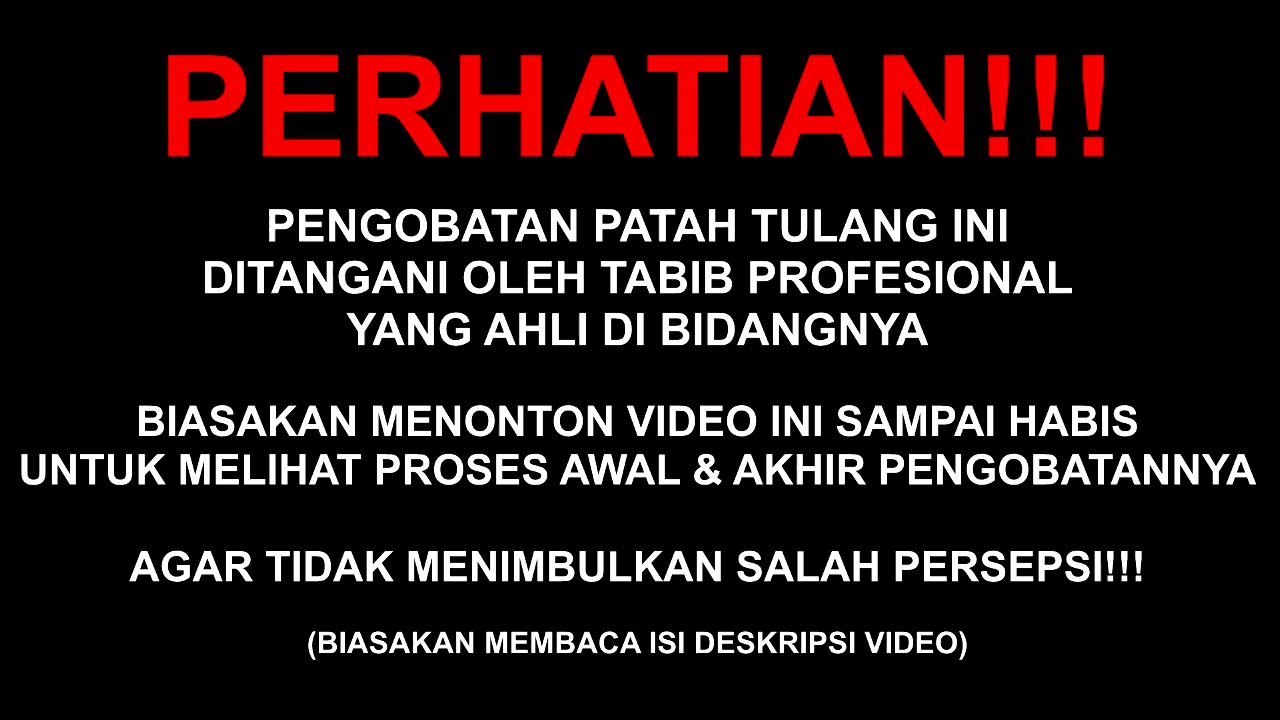 PERHATIAN!!!
PENGOBATAN PATAH TULANG INI
DITANGANI OLEH TABIB PROFESIONAL
YANG AHLI DI BIDANGNYA
BIASAKAN MENONTON VIDEO INI SAMPAI HABIS
UNTUK MELIHAT PROSES AWAL & AKHIR PENGOBATANNYA
AGAR TIDAK MENIMBULKAN SALAH PERSEPSI!!!
(BIASAKAN MEMBACA ISI DESKRIPSI VIDEO)